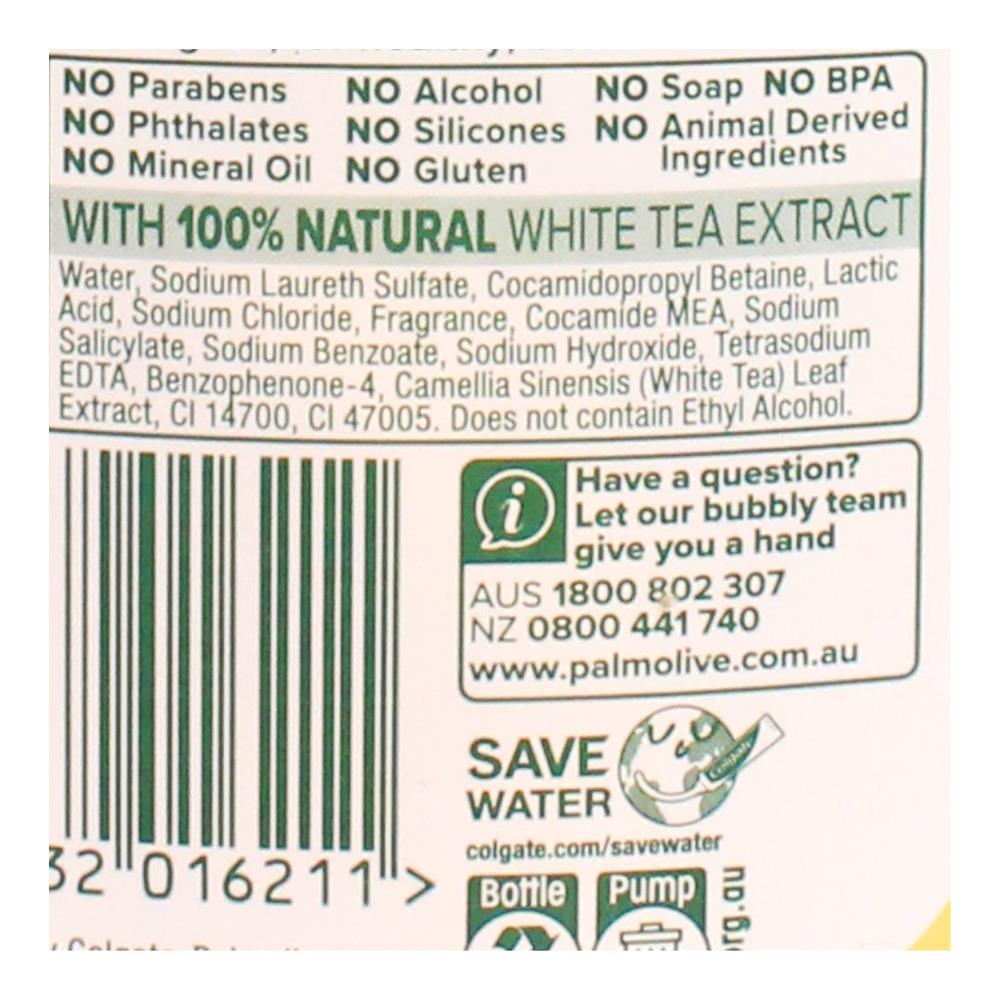 NO Parabens NO Alcohol NO Soap NO BPA
NO Phthalates NO Silicones NO Animal Derived
NO Mineral Oil NO Gluten Ingredients
WITH 100% NATURAL WHITE TEA EXTRACT
Water, Sodium Laureth Sulfate, Cocamidopropyl Betaine, Lactic
Acid, Sodium Chloride, Fragrance, Cocamide MEA, Sodium
Salicylate, Sodium Benzoate, Sodium Hydroxide, Tetrasodium
EDTA, Benzophenone-4, Camellia Sinensis (White Tea) Leaf
Extract, CI 14700, CI 47005. Does not contain Ethyl Alcohol.
Have a question?
Let our bubbly team
give you a hand
AUS 1800 802 307
NZ 0800 441 740
www.palmolive.com.au
SAVE
WATER
Colgate
colgate.com/savewater
32 016211 >
Bottle Pump
rg.au